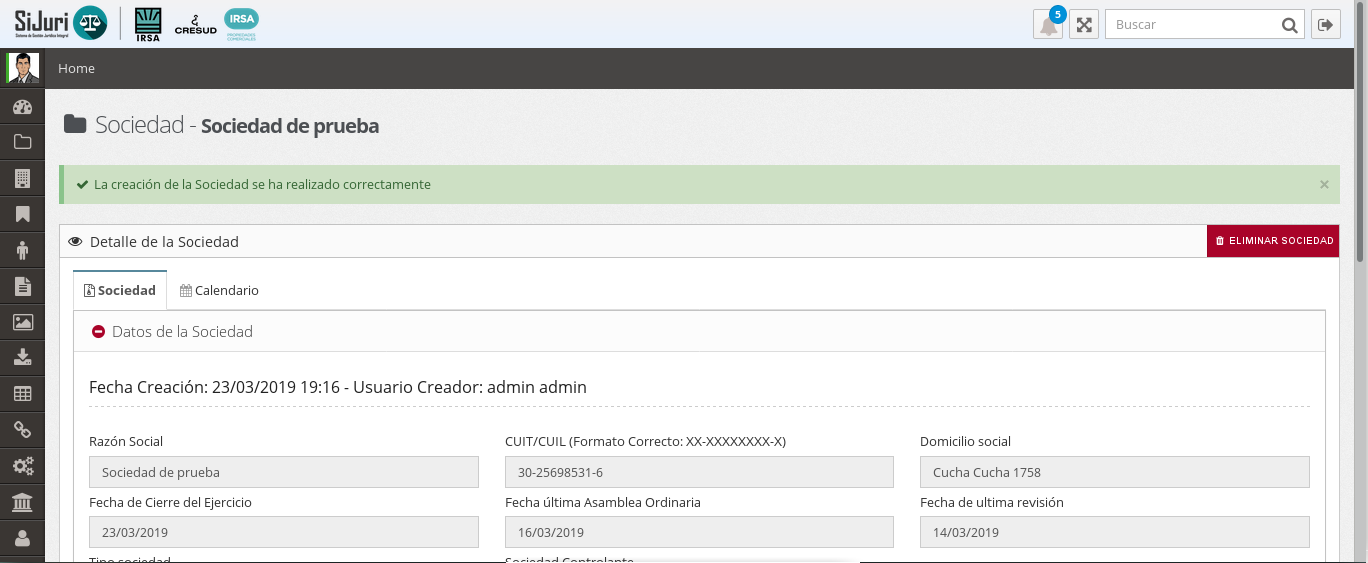 SiJuri
Sistema de Gestión Jurídica Integral
IRSA
CRESUD
IRSA
PROPIEDADES
COMERCIALES
5
Buscar
Home
Sociedad - Sociedad de prueba
La creación de la Sociedad se ha realizado correctamente
×
Detalle de la Sociedad
ELIMINAR SOCIEDAD
Sociedad
Calendario
Datos de la Sociedad
Fecha Creación: 23/03/2019 19:16 - Usuario Creador: admin admin
Razón Social
CUIT/CUIL (Formato Correcto: XX-XXXXXXXX-X)
Domicilio social
Sociedad de prueba
30-25698531-6
Cucha Cucha 1758
Fecha de Cierre del Ejercicio
Fecha última Asamblea Ordinaria
Fecha de ultima revisión
23/03/2019
16/03/2019
14/03/2019
Tipo sociedad
Sociedad Controlante